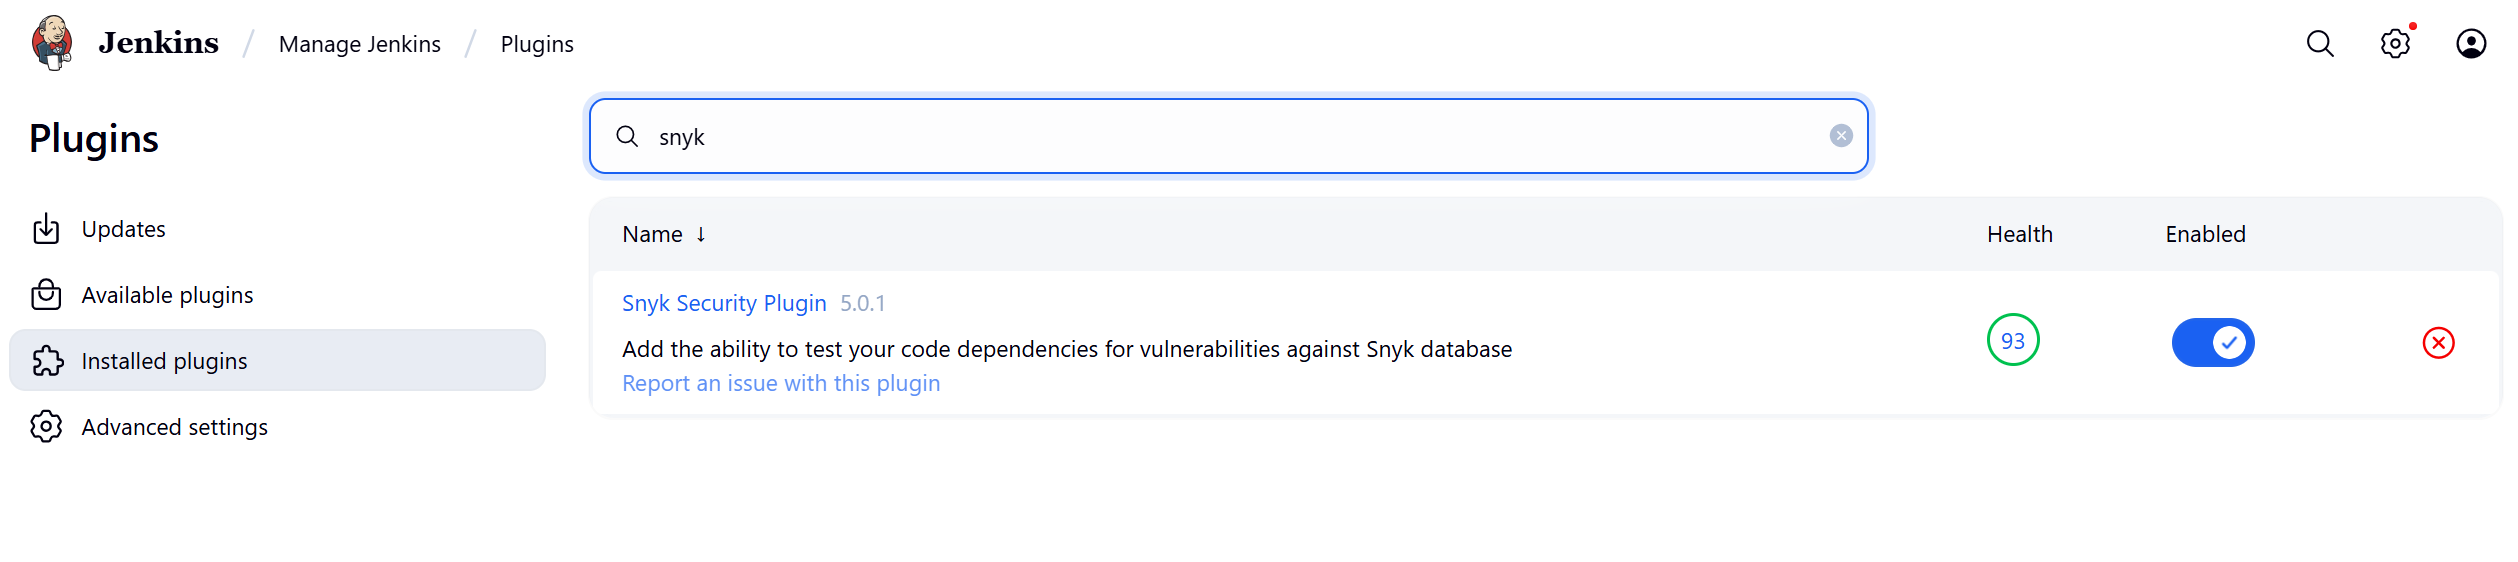 Jenkins / Manage Jenkins / Plugins
Plugins
Updates
Available plugins
Installed plugins
Advanced settings
snyk
Name ↓ Health Enabled
Snyk Security Plugin 5.0.1
Add the ability to test your code dependencies for vulnerabilities against Snyk database
Report an issue with this plugin
93